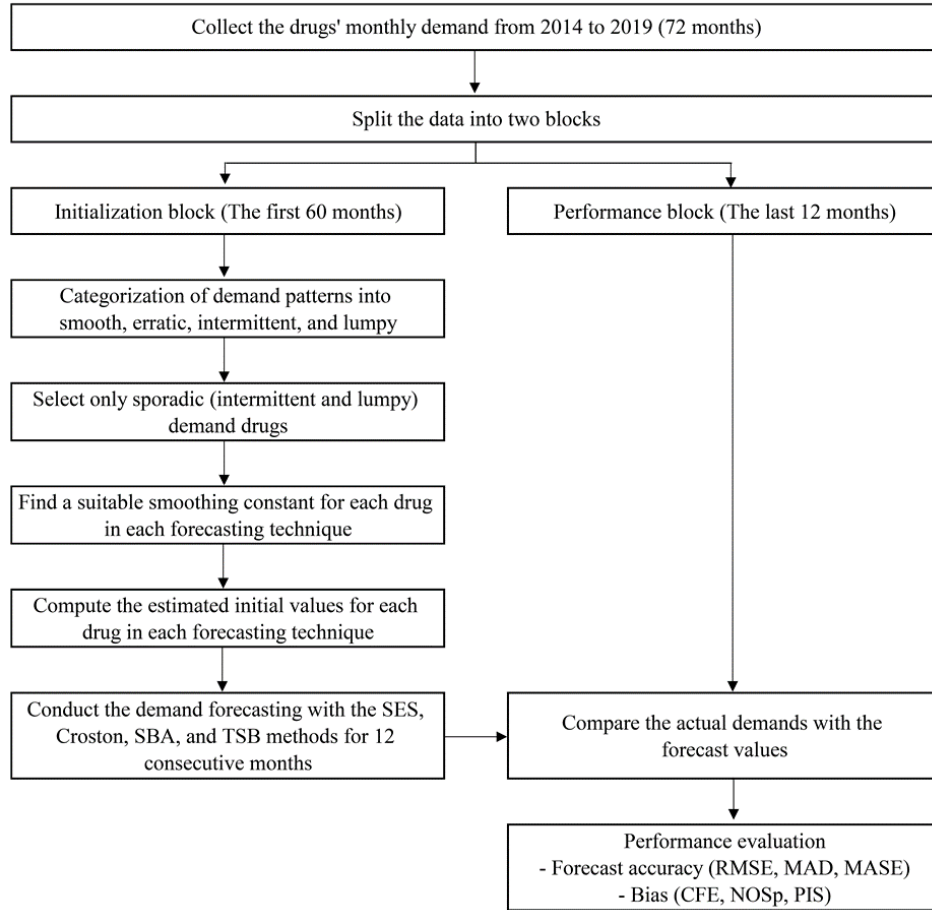 Collect the drugs' monthly demand from 2014 to 2019 (72 months)
Split the data into two blocks
Initialization block (The first 60 months)
Performance block (The last 12 months)
Categorization of demand patterns into
smooth, erratic, intermittent, and lumpy
Select only sporadic (intermittent and lumpy)
demand drugs
Find a suitable smoothing constant for each drug
in each forecasting technique
Compute the estimated initial values for each
drug in each forecasting technique
Conduct the demand forecasting with the SES,
Croston, SBA, and TSB methods for 12
consecutive months
Compare the actual demands with the
forecast values
Performance evaluation
- Forecast accuracy (RMSE, MAD, MASE)
- Bias (CFE, NOSp, PIS)